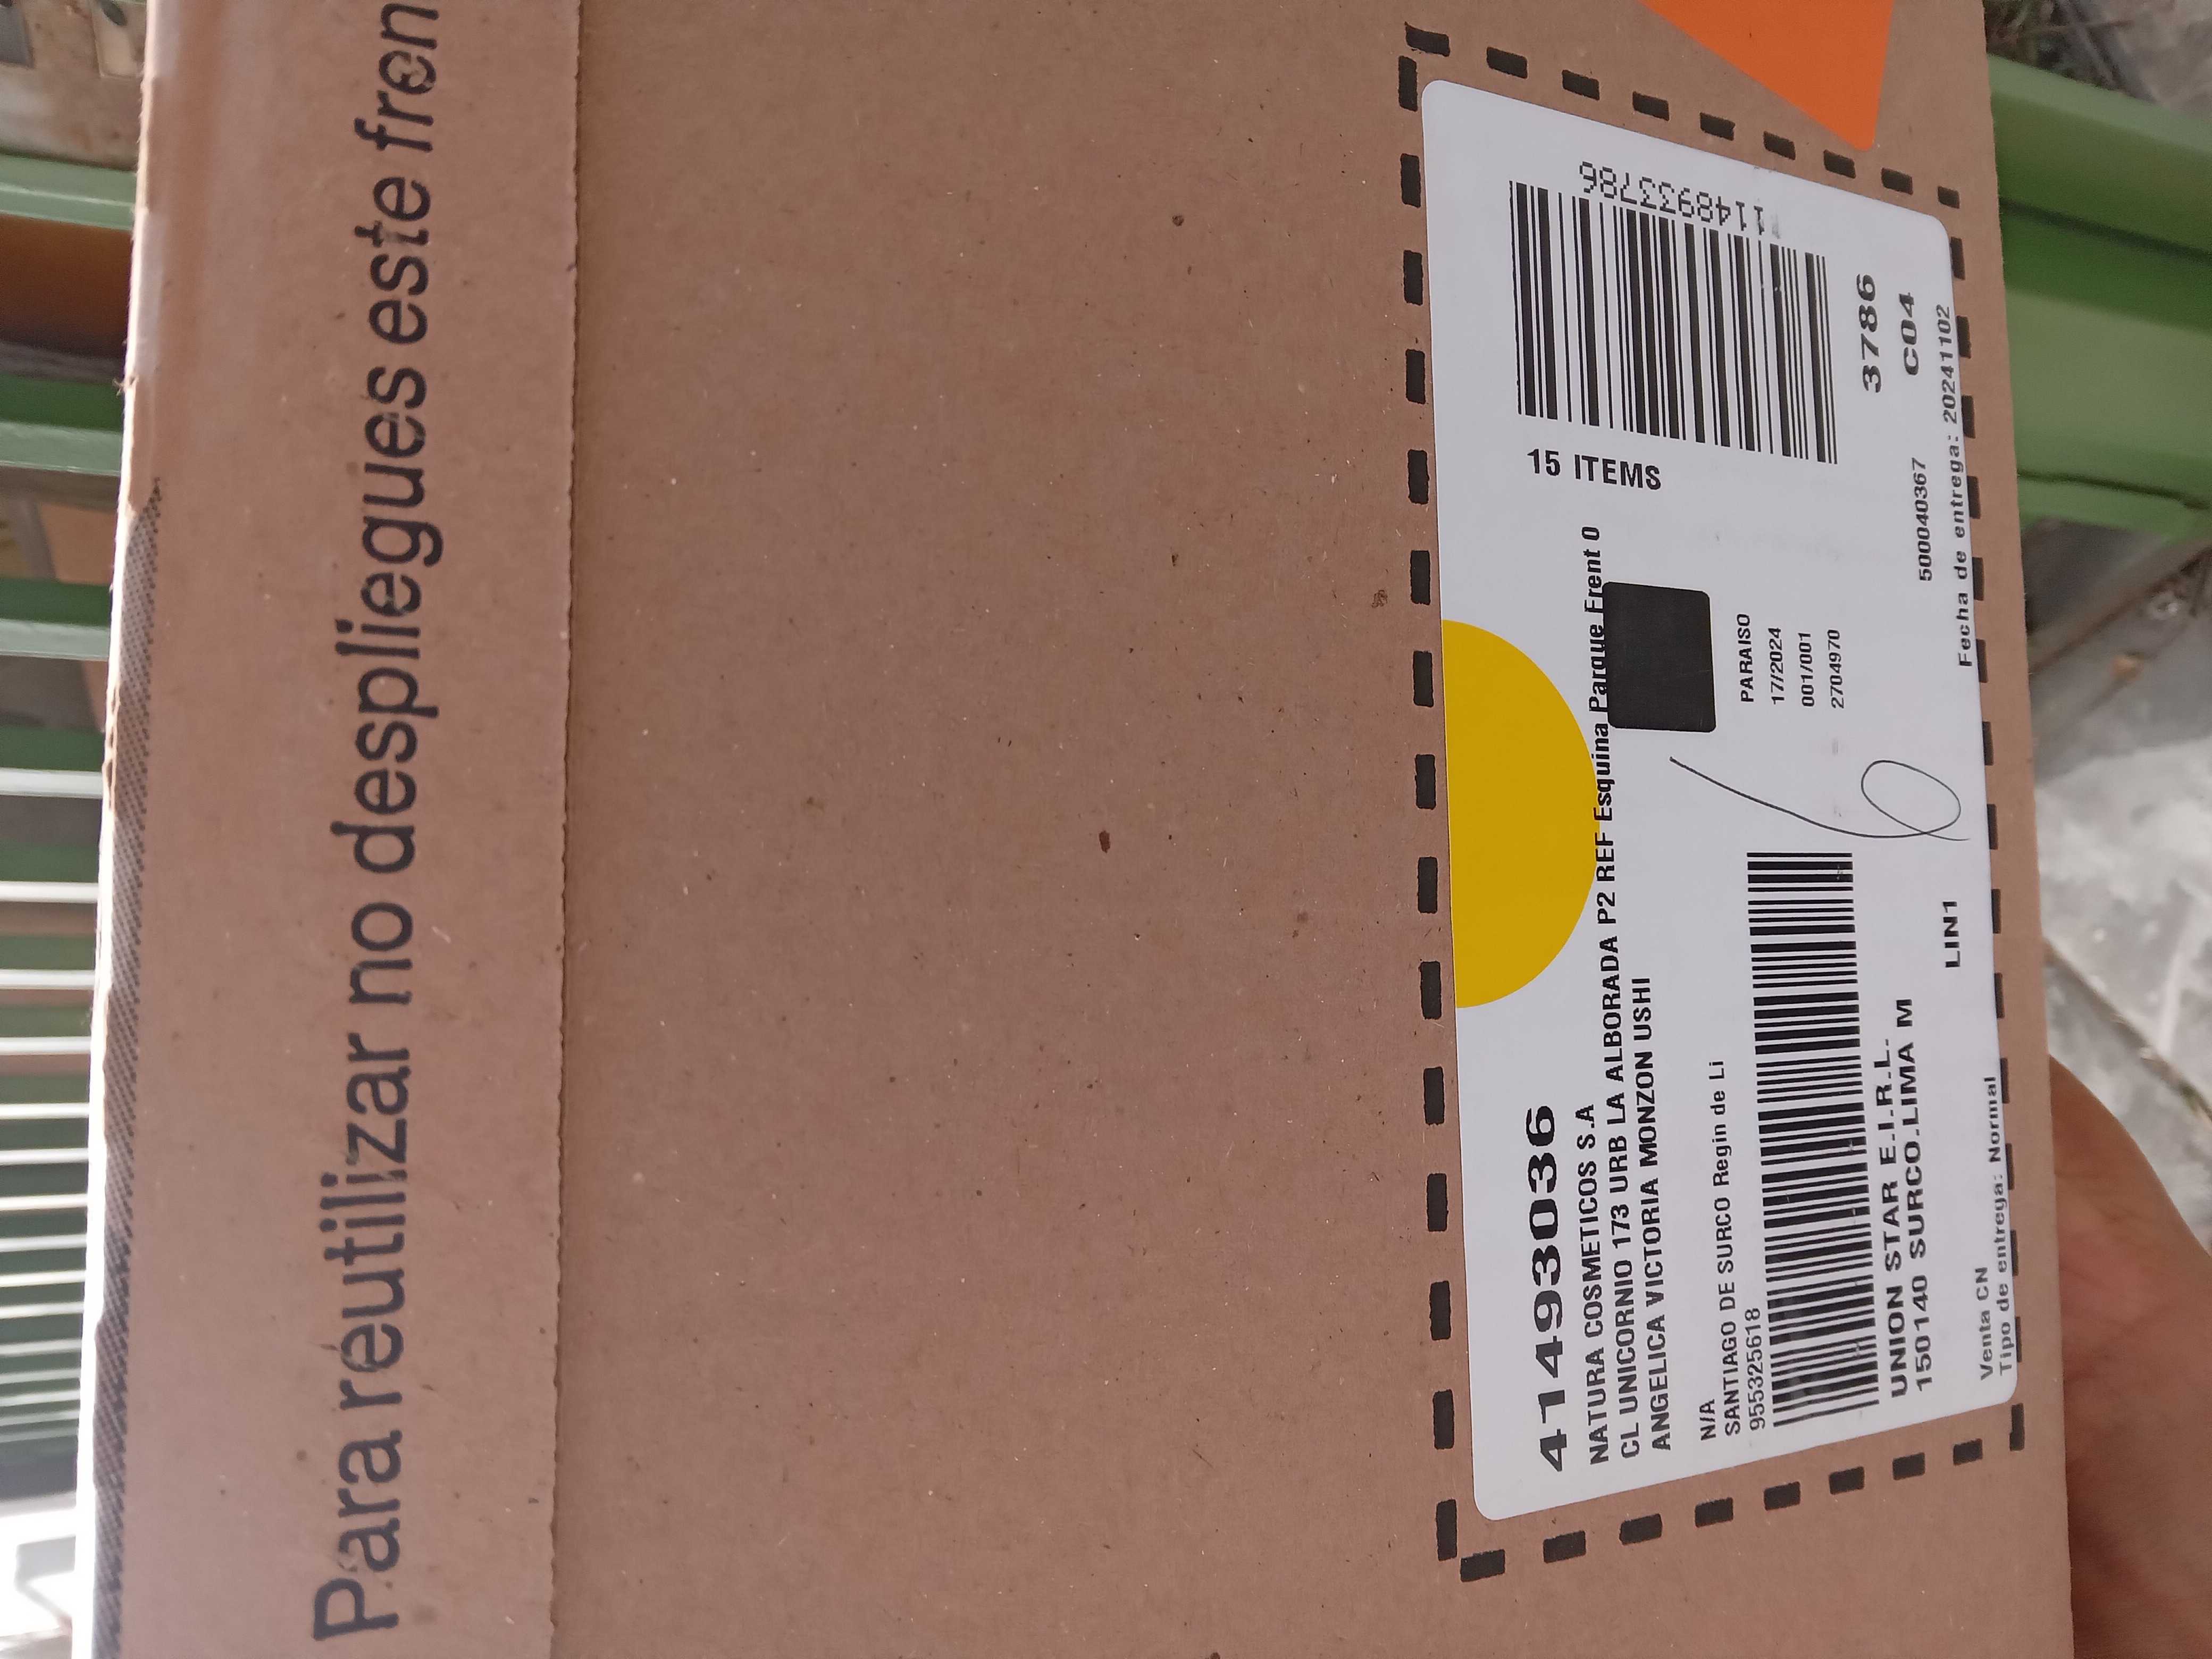 Para reutilizar no despliegues este fren
41493036
NATURA COSMETICOS S.A
CL UNICORNIO 173 URB LA ALBORADA P2 REF Esquina Parque Frent 0
ANGELICA VICTORIA MONZON USHI
15 ITEMS
1148933786
N/A
SANTIAGO DE SURCO Regin de Li
955325618
PARAISO
17/2024
001/001
2704970
3786
C04
UNION STAR E.I.R.L.
150140 SURCO.LIMA M
LIN1
500040367
Venta CN
Tipo de entrega: Normal
Fecha de entrega: 20241102